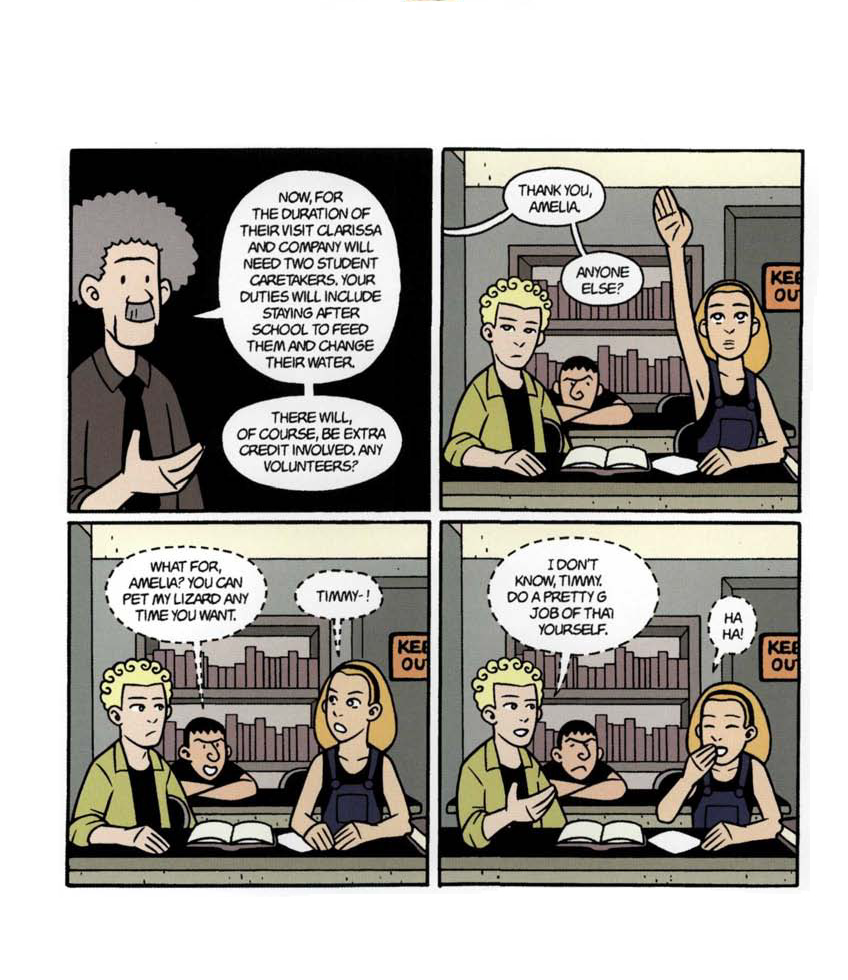 NOW, FOR
THE DURATION OF
THEIR VISIT CLARISSA
AND COMPANY WILL
NEED TWO STUDENT
CARETAKERS. YOUR
DUTIES WILL INCLUDE
STAYING AFTER
SCHOOL TO FEED
THEM AND CHANGE
THEIR WATER.
THERE WILL,
OF COURSE, BE EXTRA
CREDIT INVOLVED. ANY
VOLUNTEERS?
THANK YOU,
AMELIA.
ANYONE
ELSE?
KEE
OU
WHAT FOR,
AMELIA? YOU CAN
PET MY LIZARD ANY
TIME YOU WANT.
TIMMY-!
KEE
OU
I DON'T
KNOW, TIMMY.
DO A PRETTY G
JOB OF THAT
YOURSELF.
HA
HA!
KEE
OU